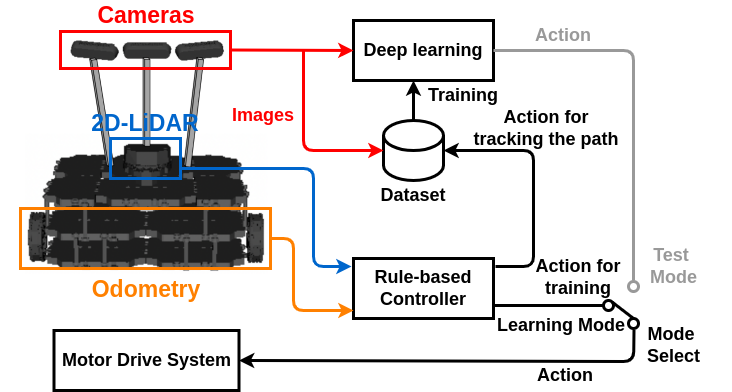 Cameras
Deep learning
Action
2D-LiDAR
Images
Training
Action for
tracking the path
Dataset
Rule-based
Controller
Action for
training
Test
Mode
Odometry
Learning Mode
Mode
Select
Motor Drive System
Action